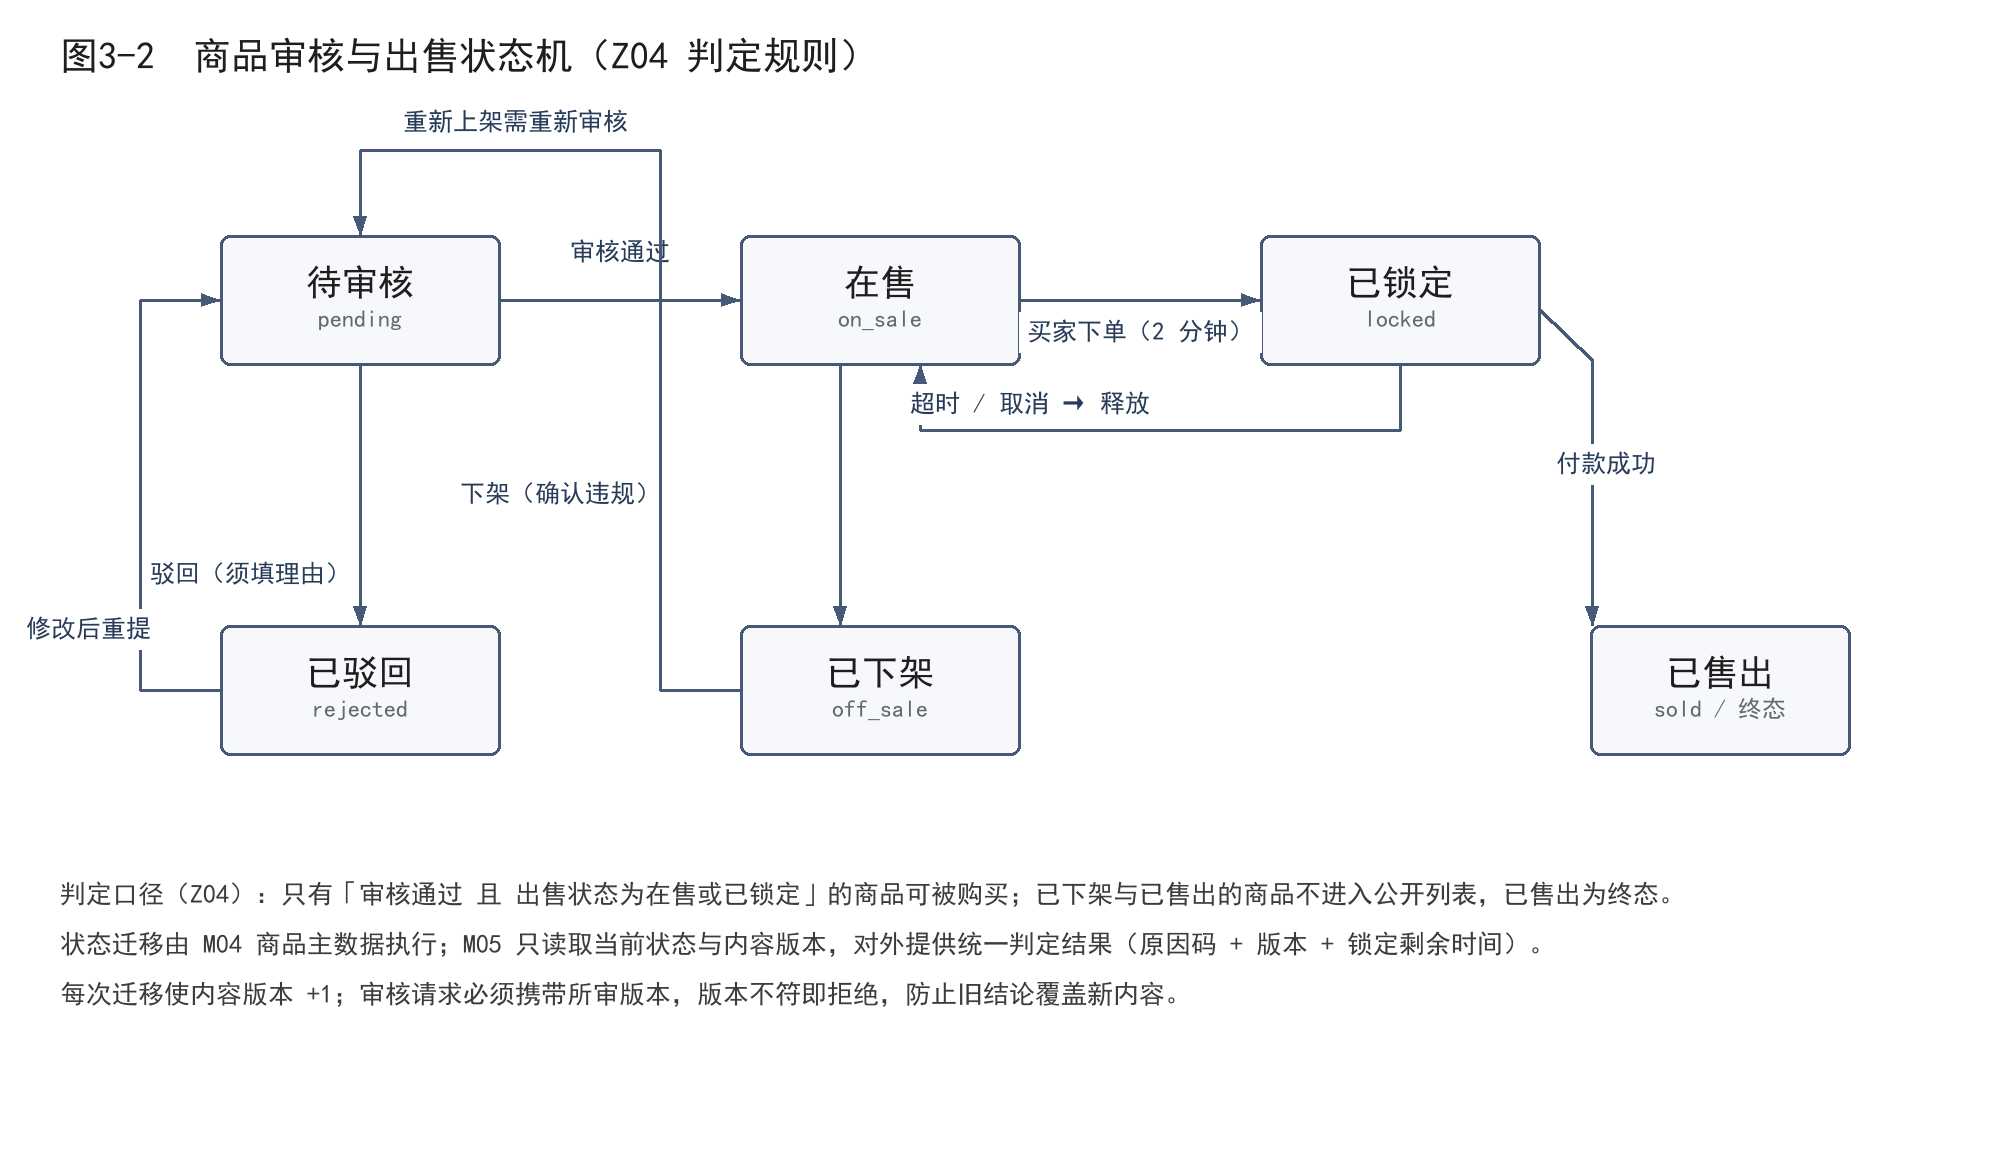 图3-2  商品审核与出售状态机（Z04 判定规则）
重新上架需重新审核
审核通过
待审核
pending
在售
on_sale
已锁定
locked
买家下单（2 分钟）
超时 / 取消 → 释放
付款成功
下架（确认违规）
驳回（须填理由）
修改后重提
已驳回
rejected
已下架
off_sale
已售出
sold / 终态
判定口径（Z04）：只有「审核通过 且 出售状态为在售或已锁定」的商品可被购买；已下架与已售出的商品不进入公开列表，已售出为终态。
状态迁移由 M04 商品主数据执行；M05 只读取当前状态与内容版本，对外提供统一判定结果（原因码 + 版本 + 锁定剩余时间）。
每次迁移使内容版本 +1；审核请求必须携带所审版本，版本不符即拒绝，防止旧结论覆盖新内容。